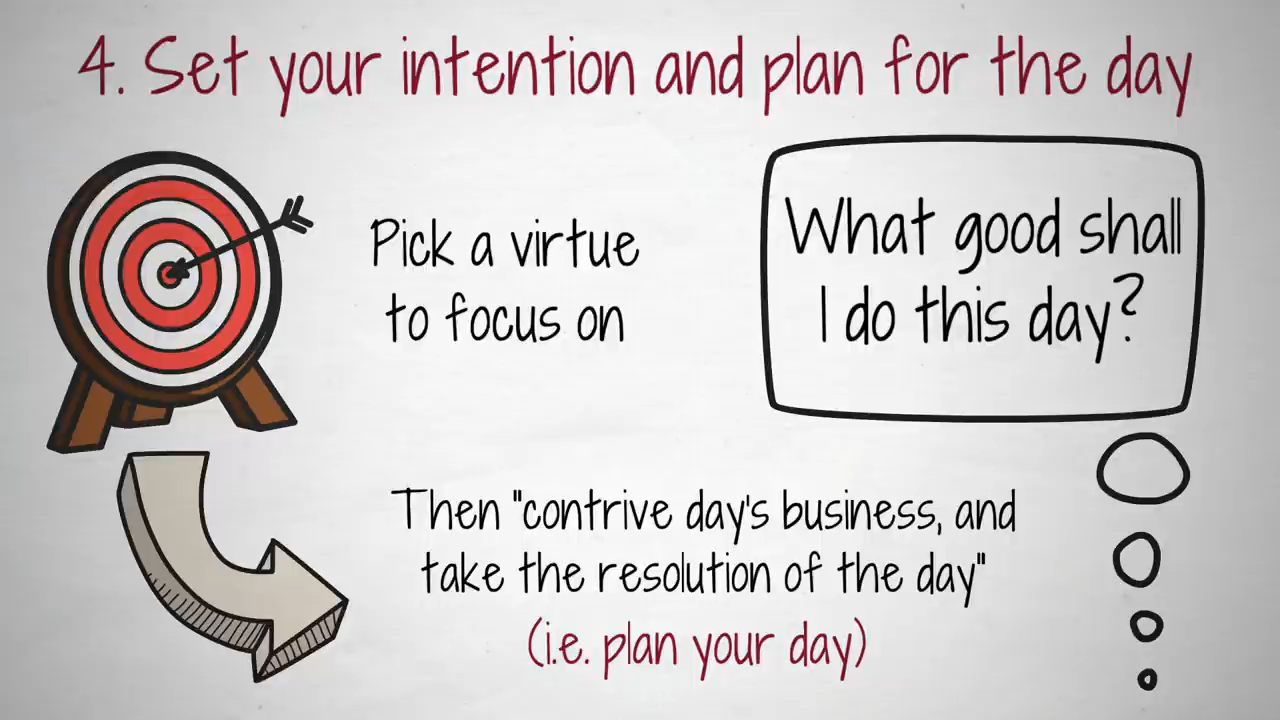 4. Set your intention and plan for the day
Pick a virtue
to focus on
What good shall
I do this day?
Then "contrive day's business, and
take the resolution of the day"
(i.e. plan your day)